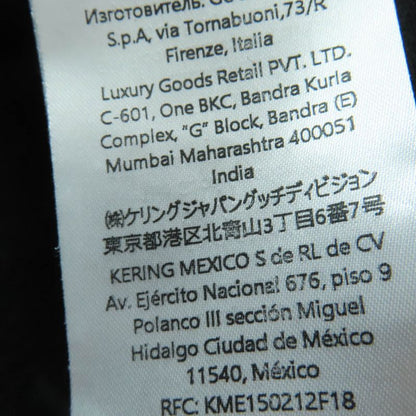 Изготовитель: GU
S.p.A, via Tornabuoni,73/R
Firenze, Italia
Luxury Goods Retail PVT. LTD.
C-601, One BKC, Bandra Kurla
Complex, "G" Block, Bandra (E)
Mumbai Maharashtra 400051
India
㈱ケリングジャパングッチディビジョン
東京都港区北青山3丁目6番7号
KERING MEXICO S de RL de CV
Av. Ejército Nacional 676, piso 9
Polanco III sección Miguel
Hidalgo Ciudad de México
11540, México
RFC: KME150212F18